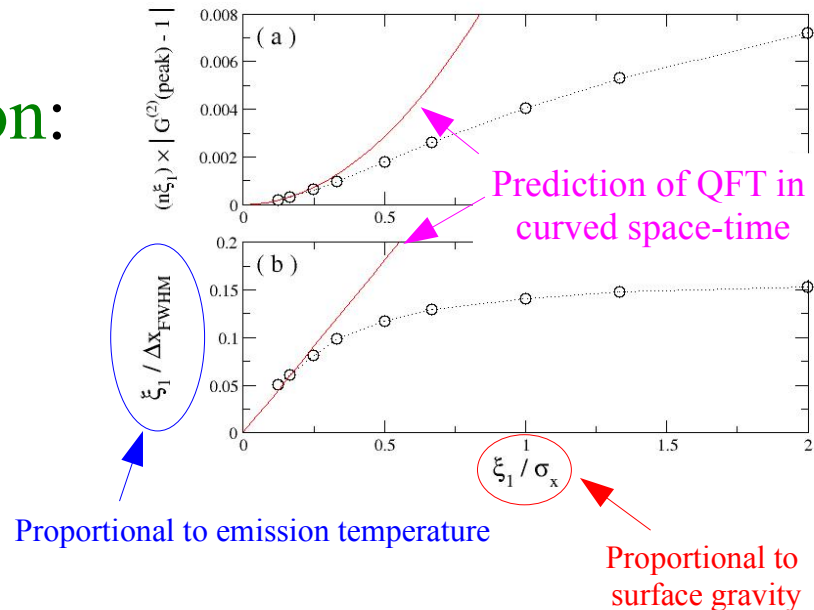 on:
(nξ₁) × | G⁽²⁾(peak) - 1 |
0.008
0.006
0.004
0.002
0
( a )
0.5
Prediction of QFT in
curved space-time
ξ₁ / Δx_FWHM
0.2
0.15
0.1
0.05
0
( b )
0
0.5
1
1.5
2
ξ₁ / σₓ
Proportional to emission temperature
Proportional to
surface gravity